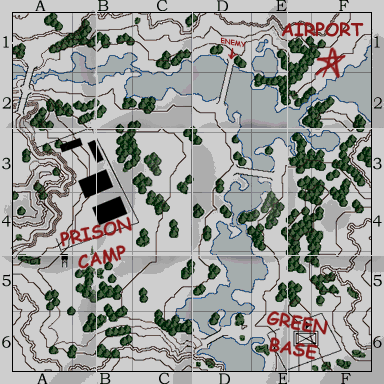 A B C D E F
AIRPORT
1 ENEMY 1
2 2
3 3
4 4
PRISON
CAMP
5 5
GREEN
BASE
6 6
A B C D E F